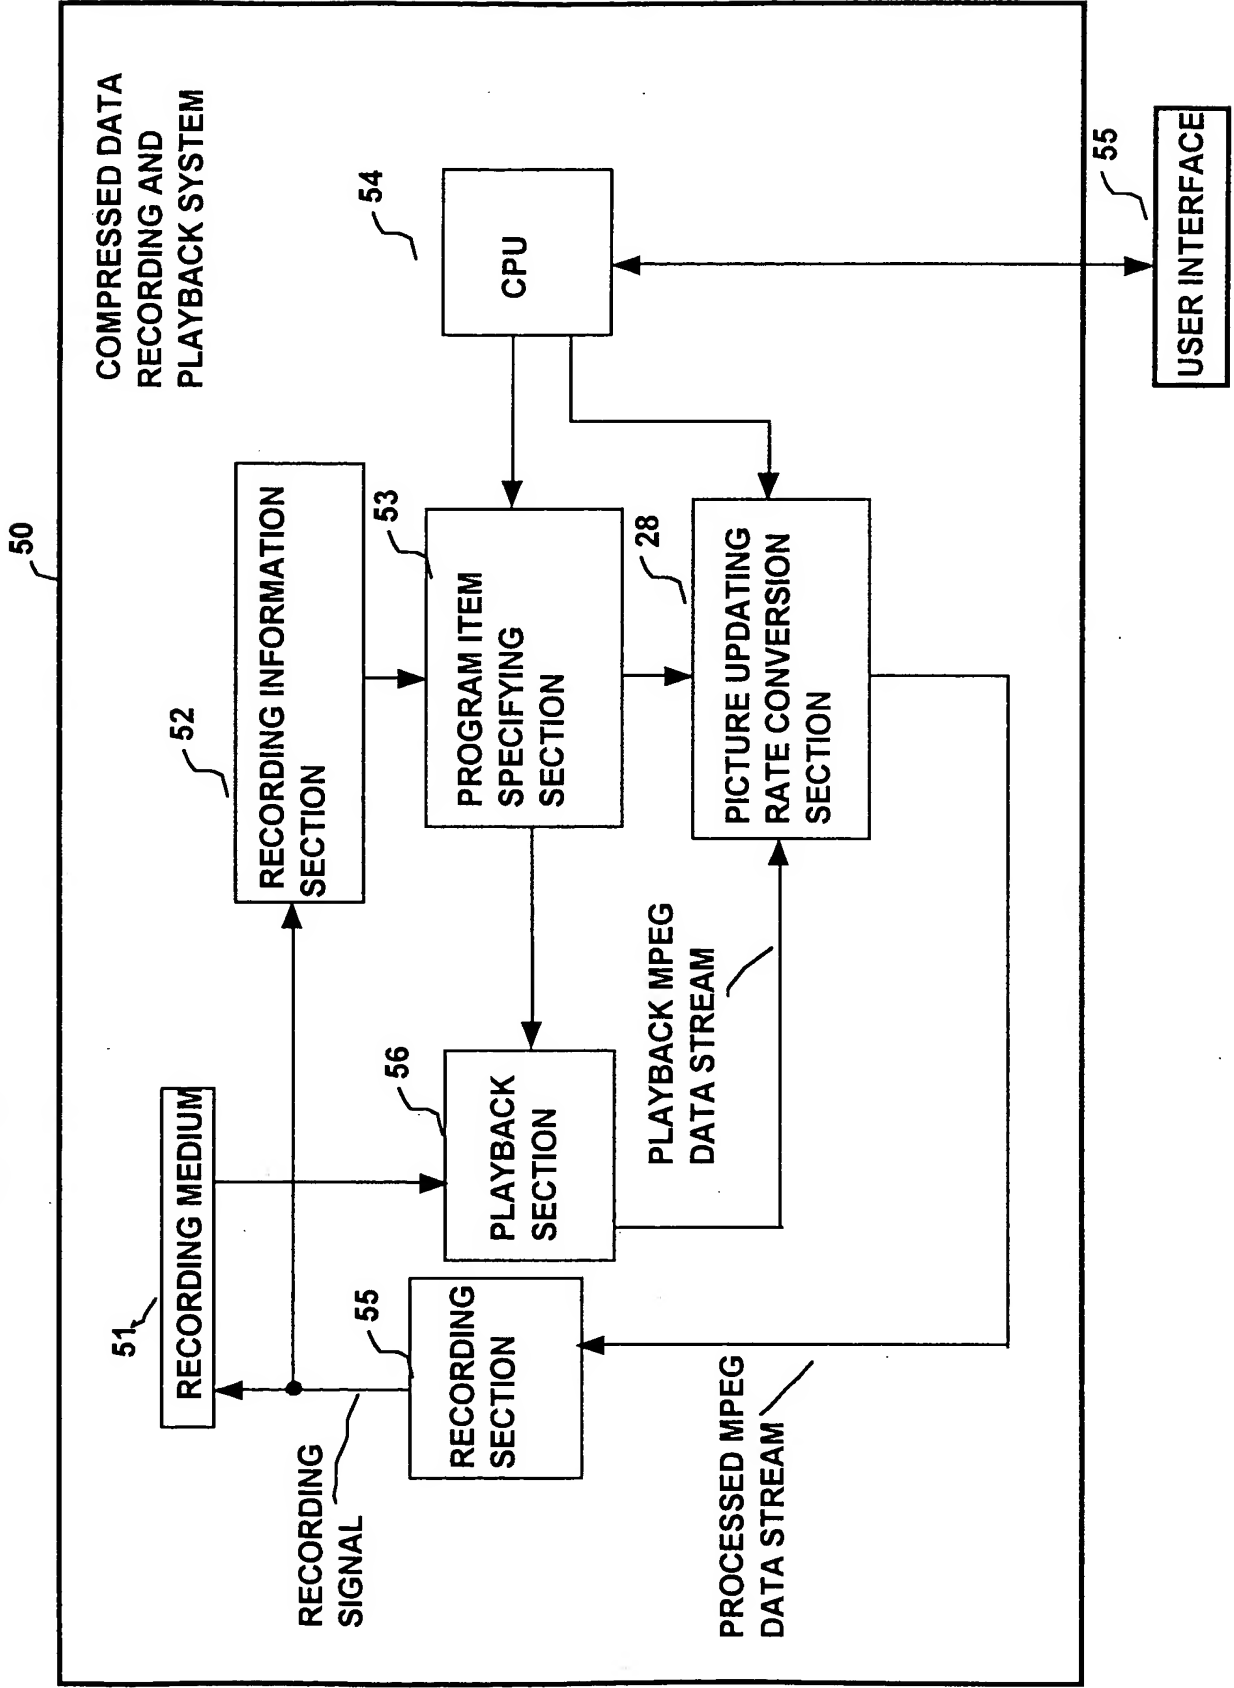 50
COMPRESSED DATA
RECORDING AND
PLAYBACK SYSTEM
51
RECORDING MEDIUM
52
RECORDING INFORMATION
SECTION
RECORDING
SIGNAL
55
RECORDING
SECTION
56
PLAYBACK
SECTION
53
PROGRAM ITEM
SPECIFYING
SECTION
54
CPU
PLAYBACK MPEG
DATA STREAM
28
PICTURE UPDATING
RATE CONVERSION
SECTION
PROCESSED MPEG
DATA STREAM
55
USER INTERFACE